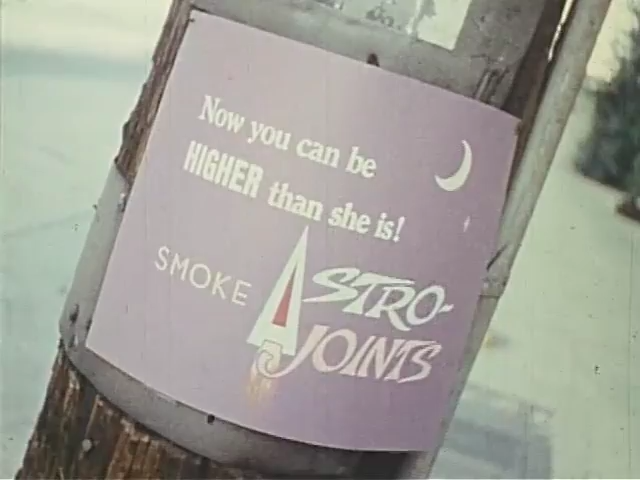 Now you can be
HIGHER than she is!
SMOKE ASTRO-
JOINTS